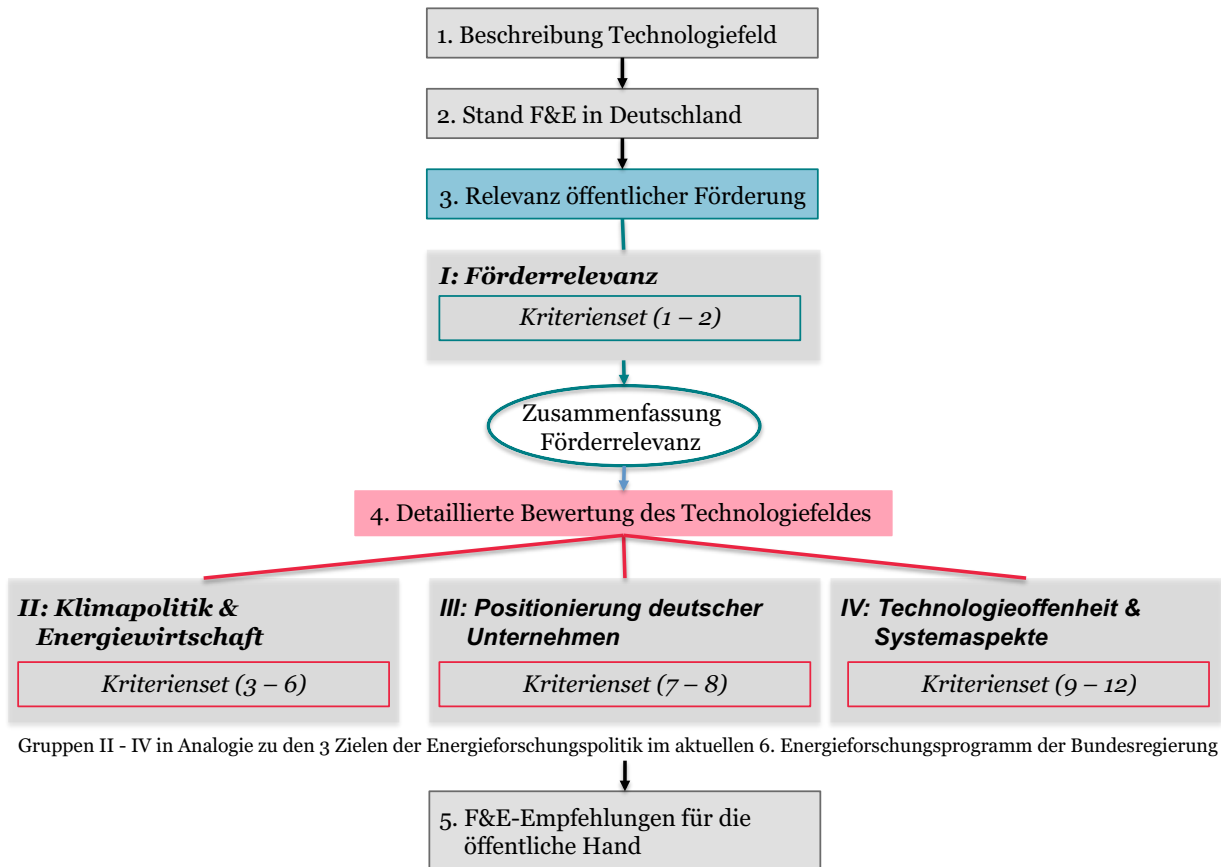 1. Beschreibung Technologiefeld
2. Stand F&E in Deutschland
3. Relevanz öffentlicher Förderung
I: Förderrelevanz
Kriterienset (1 – 2)
Zusammenfassung
Förderrelevanz
4. Detaillierte Bewertung des Technologiefeldes
II: Klimapolitik &
Energiewirtschaft
Kriterienset (3 – 6)
III: Positionierung deutscher
Unternehmen
Kriterienset (7 – 8)
IV: Technologieoffenheit &
Systemaspekte
Kriterienset (9 – 12)
Gruppen II - IV in Analogie zu den 3 Zielen der Energieforschungspolitik im aktuellen 6. Energieforschungsprogramm der Bundesregierung
5. F&E-Empfehlungen für die
öffentliche Hand